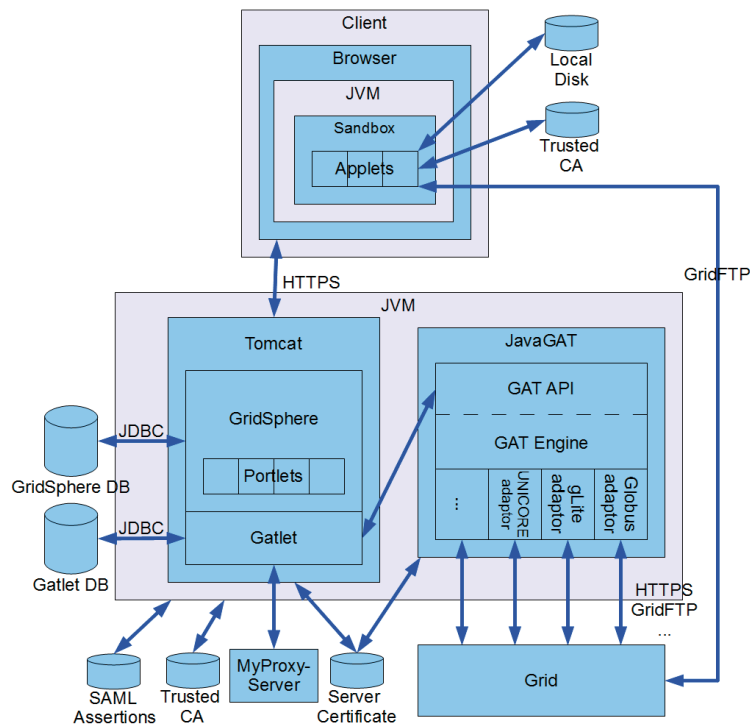 Client
Browser
JVM
Sandbox
Applets
Local
Disk
Trusted
CA
GridFTP
HTTPS
JVM
Tomcat
GridSphere
Portlets
Gatlet
JDBC
GridSphere DB
JDBC
Gatlet DB
JavaGAT
GAT API
GAT Engine
...
UNICORE
adaptor
gLite
adaptor
Globus
adaptor
HTTPS
GridFTP
...
SAML
Assertions
Trusted
CA
MyProxy-
Server
Server
Certificate
Grid